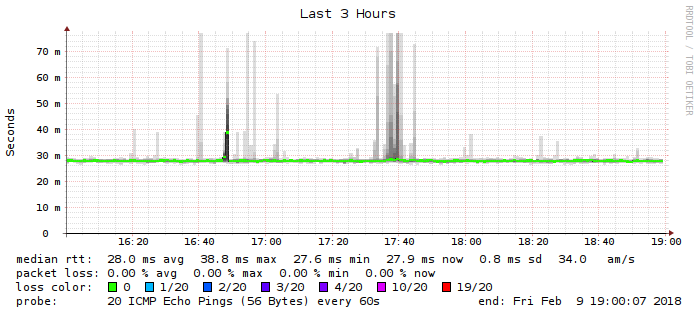 Last 3 Hours
RRDTOOL / TOBI OETIKER
Seconds
70 m
60 m
50 m
40 m
30 m
20 m
10 m
0
16:20 16:40 17:00 17:20 17:40 18:00 18:20 18:40 19:00
median rtt: 28.0 ms avg 38.8 ms max 27.6 ms min 27.9 ms now 0.8 ms sd 34.0 am/s
packet loss: 0.00 % avg 0.00 % max 0.00 % min 0.00 % now
loss color: 0 1/20 2/20 3/20 4/20 10/20 19/20
probe: 20 ICMP Echo Pings (56 Bytes) every 60s end: Fri Feb 9 19:00:07 2018